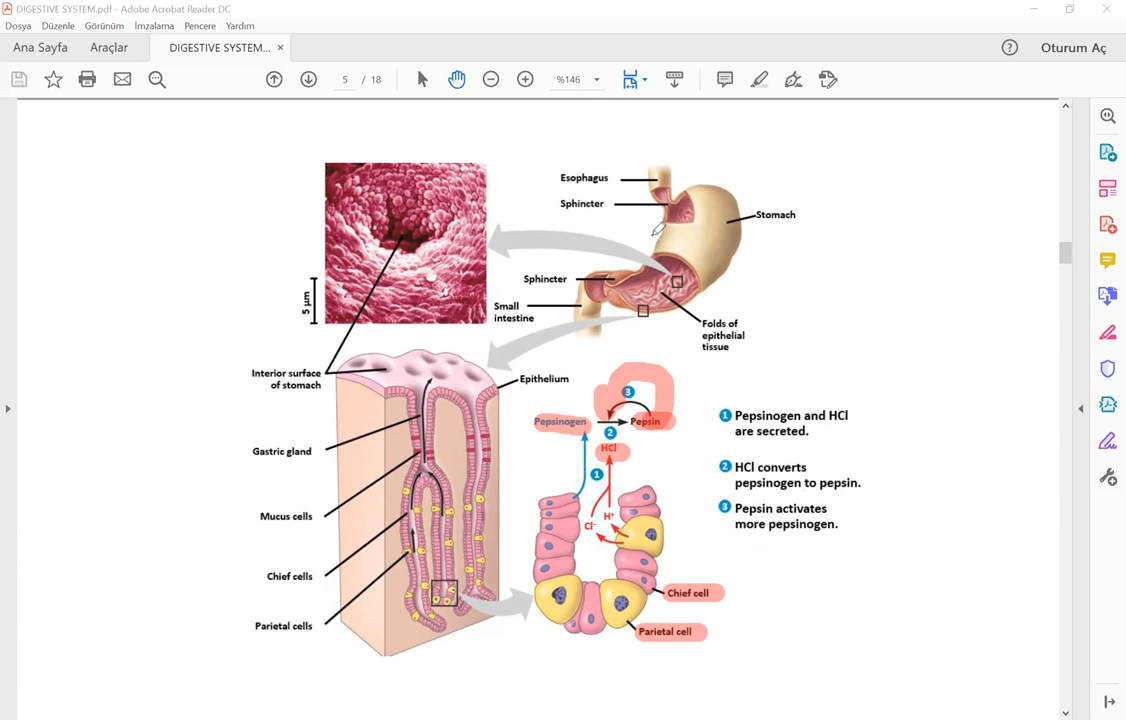 DIGESTIVE SYSTEM.pdf - Adobe Acrobat Reader DC
Dosya Düzenle Görünüm İmzalama Pencere Yardım
Ana Sayfa Araçlar DIGESTIVE SYSTEM... × ? Oturum Aç
5 / 18 %146
Esophagus
Sphincter
Stomach
Sphincter
Small
intestine
Folds of
epithelial
tissue
5 µm
Interior surface
of stomach
Epithelium
Gastric gland
Mucus cells
Chief cells
Parietal cells
3
Pepsinogen Pepsin
2
HCl
1
H+
Cl-
Chief cell
Parietal cell
1 Pepsinogen and HCl
are secreted.
2 HCl converts
pepsinogen to pepsin.
3 Pepsin activates
more pepsinogen.